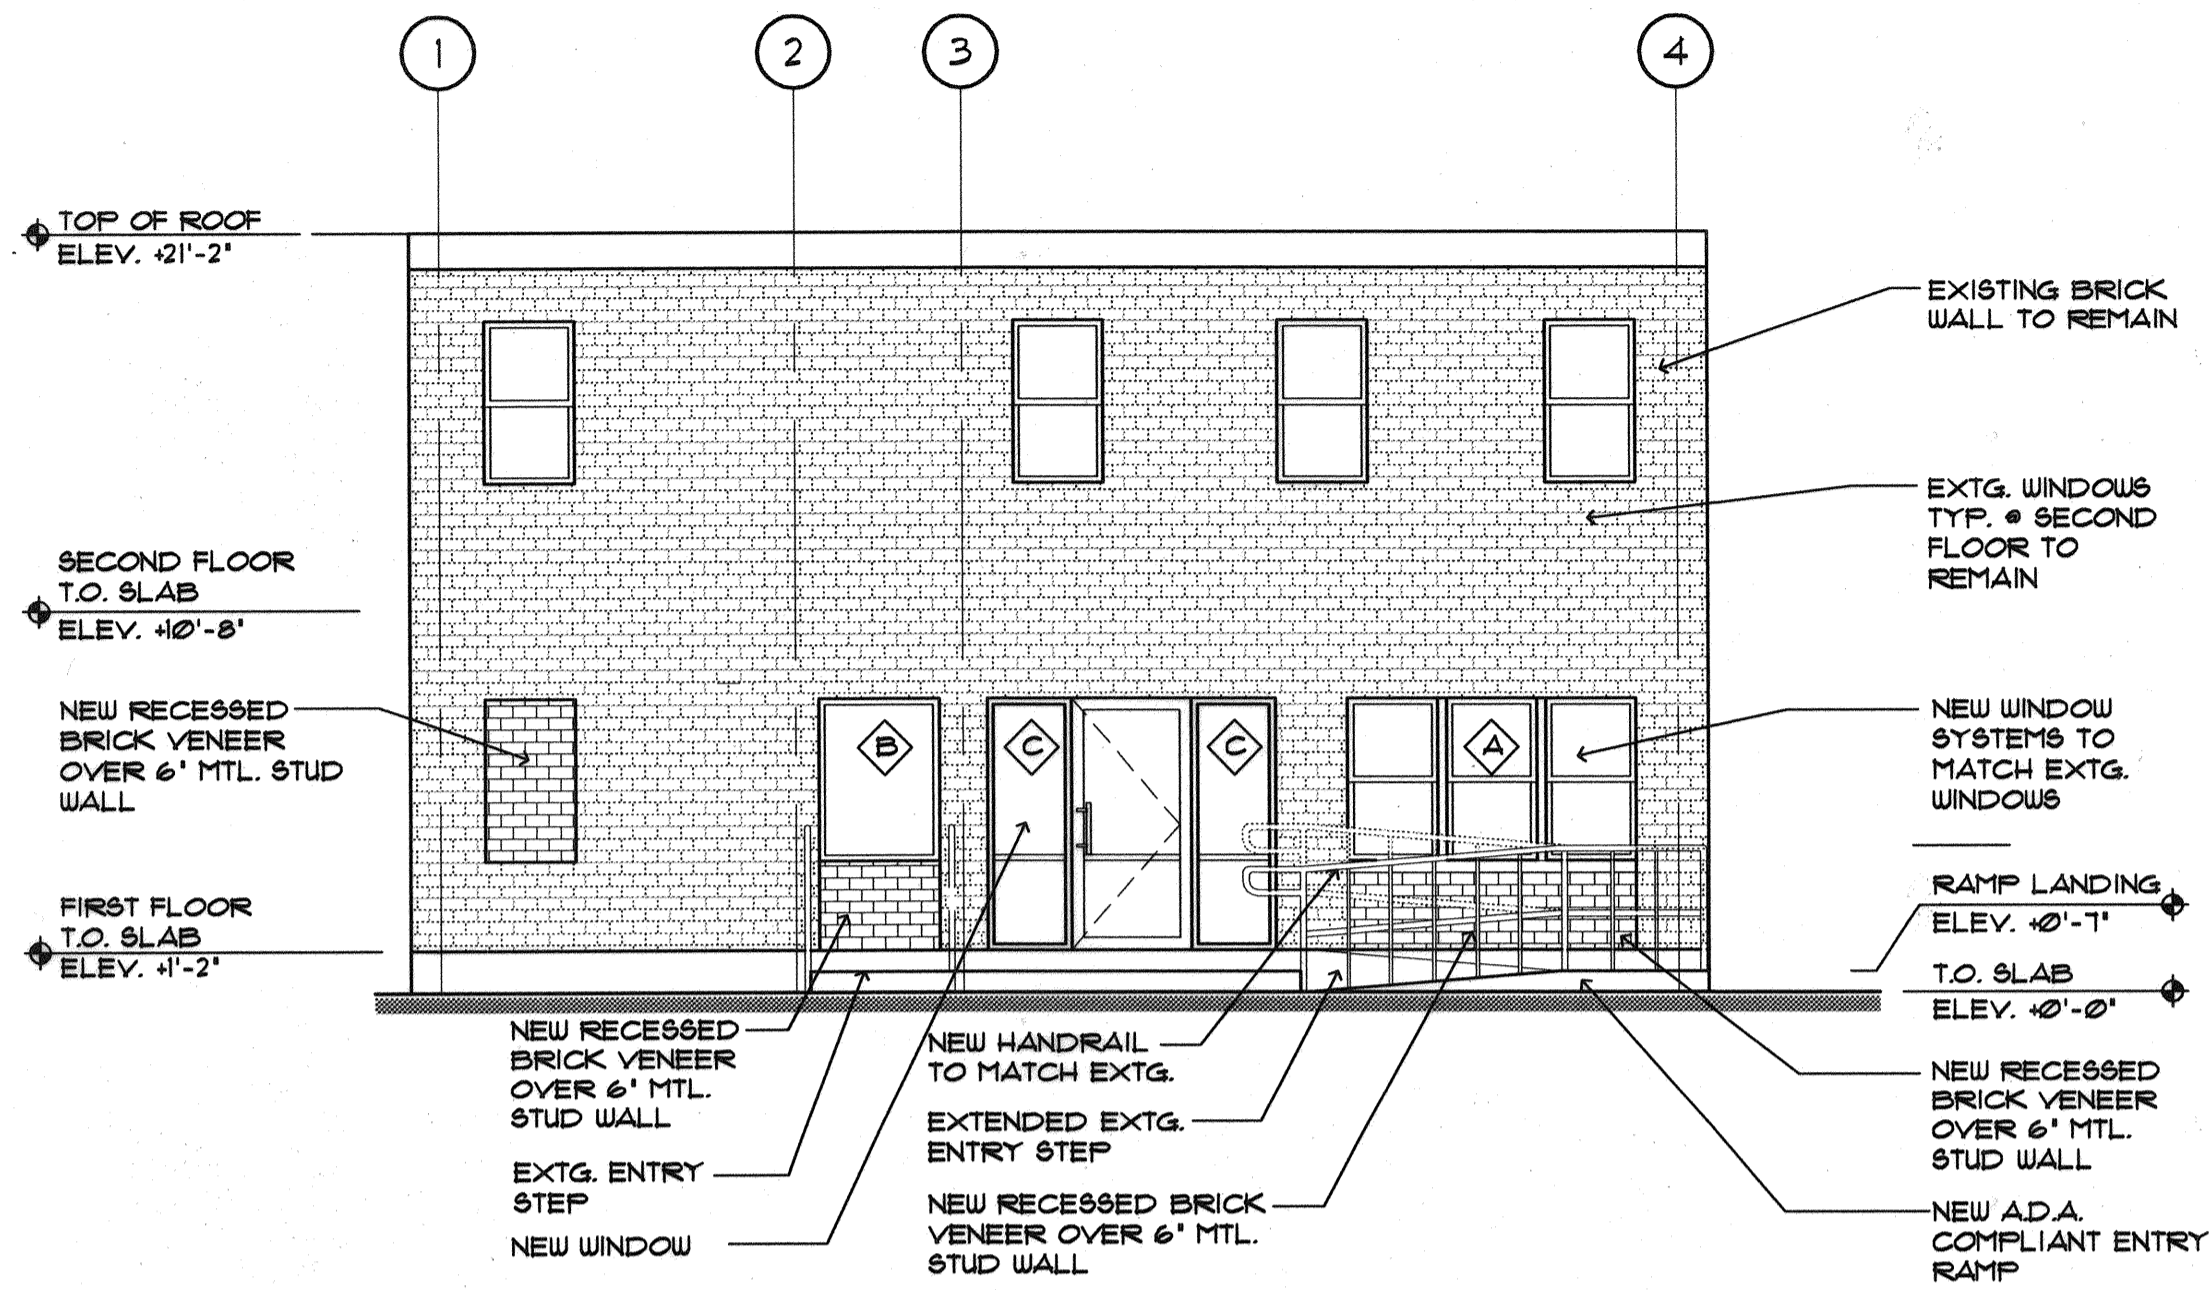 1
2
3
4
TOP OF ROOF
ELEV. +21'-2"
EXISTING BRICK
WALL TO REMAIN
EXTG. WINDOWS
TYP. @ SECOND
FLOOR TO
REMAIN
SECOND FLOOR
T.O. SLAB
ELEV. +10'-8"
NEW RECESSED
BRICK VENEER
OVER 6" MTL. STUD
WALL
B
C
C
A
NEW WINDOW
SYSTEMS TO
MATCH EXTG.
WINDOWS
FIRST FLOOR
T.O. SLAB
ELEV. +1'-2"
RAMP LANDING
ELEV. +0'-7"
T.O. SLAB
ELEV. +0'-0"
NEW RECESSED
BRICK VENEER
OVER 6" MTL.
STUD WALL
EXTG. ENTRY
STEP
NEW WINDOW
NEW HANDRAIL
TO MATCH EXTG.
EXTENDED EXTG.
ENTRY STEP
NEW RECESSED BRICK
VENEER OVER 6" MTL.
STUD WALL
NEW RECESSED
BRICK VENEER
OVER 6" MTL.
STUD WALL
NEW A.D.A.
COMPLIANT ENTRY
RAMP